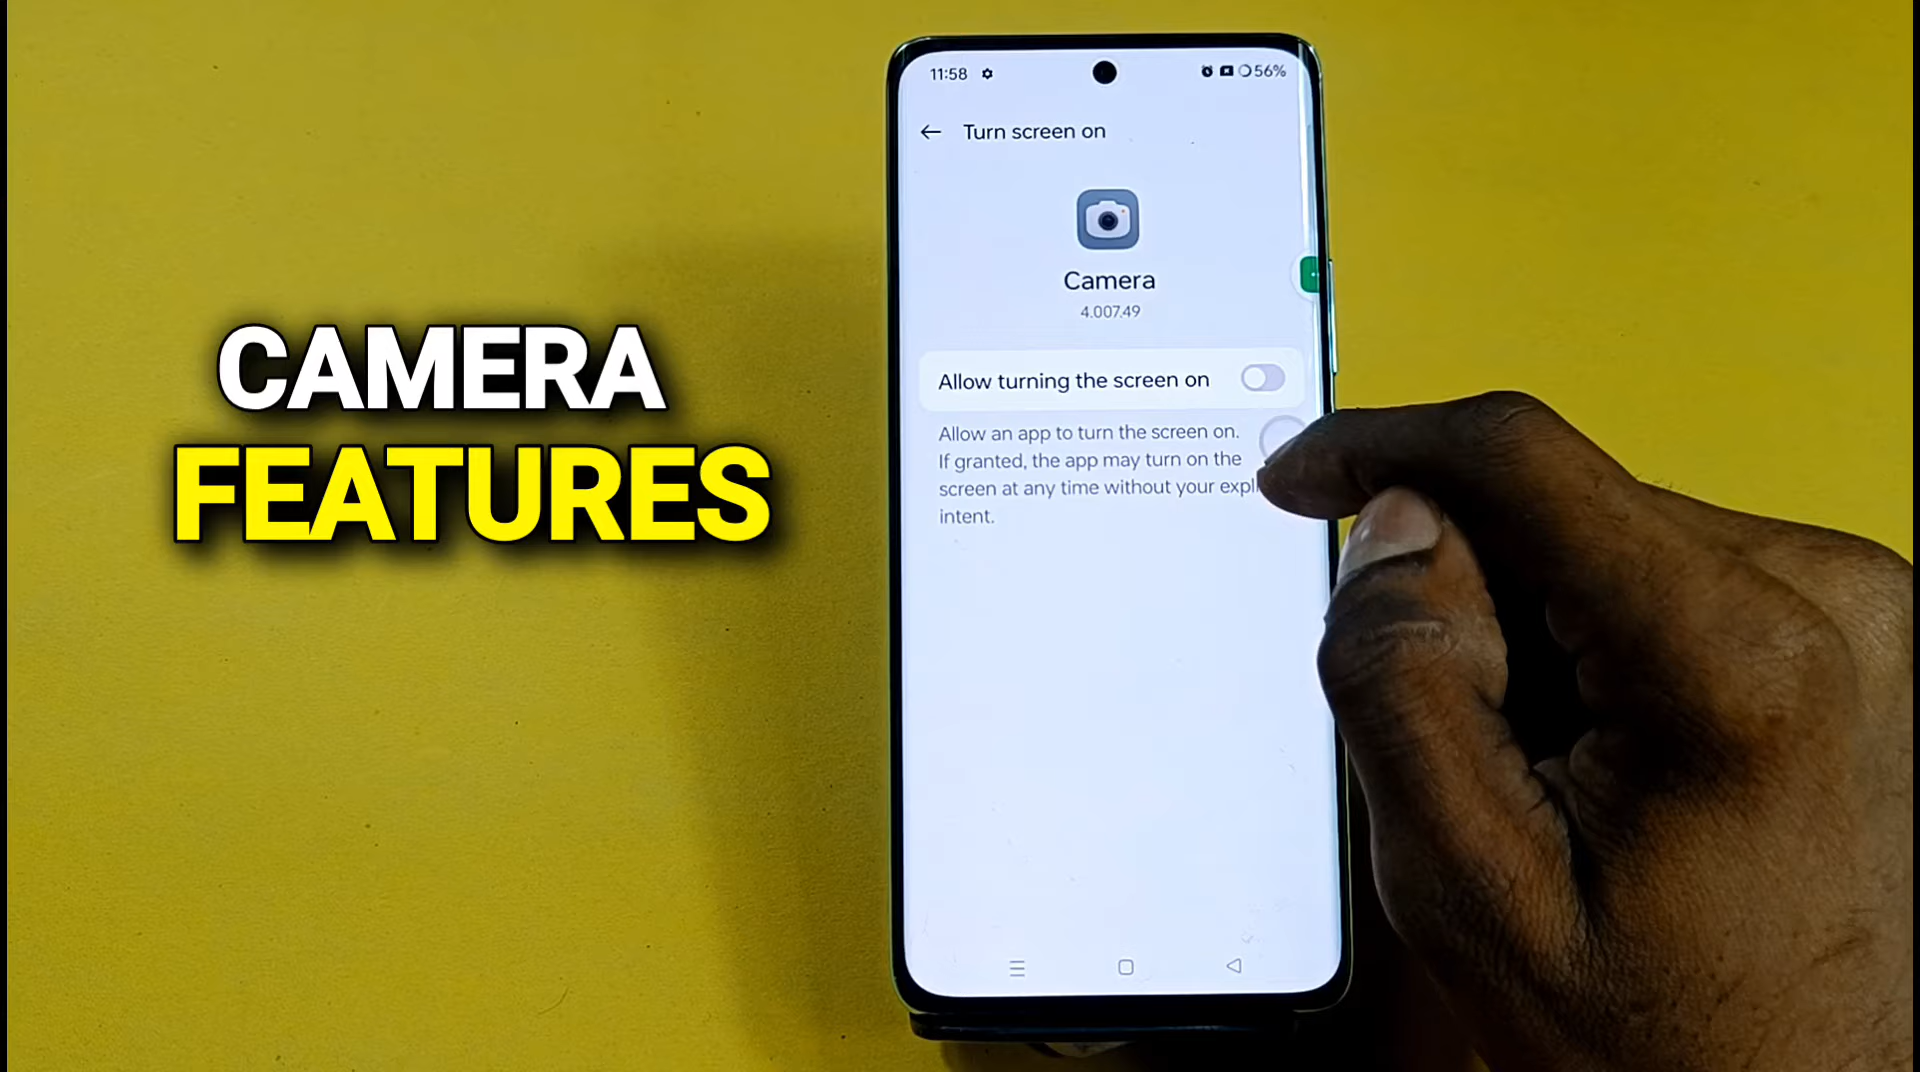 CAMERA
FEATURES
11:58
56%
Turn screen on
Camera
4.007.49
Allow turning the screen on
Allow an app to turn the screen on.
If granted, the app may turn on the
screen at any time without your expli
intent.